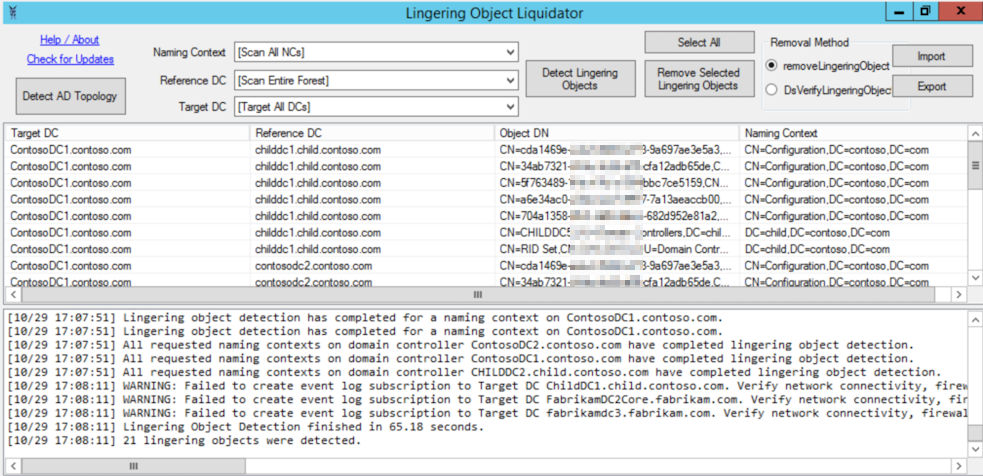 Lingering Object Liquidator
Help / About
Check for Updates
Detect AD Topology
Naming Context [Scan All NCs]
Reference DC [Scan Entire Forest]
Target DC [Target All DCs]
Detect Lingering Objects
Select All
Remove Selected Lingering Objects
Removal Method
removeLingeringObject
DsVerifyLingeringObjec
Import
Export
Target DC Reference DC Object DN Naming Context
ContosoDC1.contoso.com childdc1.child.contoso.com CN=cda1469e- 3-9a697ae3e5a3,... CN=Configuration,DC=contoso,DC=com
ContosoDC1.contoso.com childdc1.child.contoso.com CN=34ab7321- cfa12adb65de,C... CN=Configuration,DC=contoso,DC=com
ContosoDC1.contoso.com childdc1.child.contoso.com CN=5f763489- bbc7ce5159,CN... CN=Configuration,DC=contoso,DC=com
ContosoDC1.contoso.com childdc1.child.contoso.com CN=a6e34ac0- 7-7a13aeaccb00,... CN=Configuration,DC=contoso,DC=com
ContosoDC1.contoso.com childdc1.child.contoso.com CN=704a1358- -682d952e81a2,... CN=Configuration,DC=contoso,DC=com
ContosoDC1.contoso.com childdc1.child.contoso.com CN=CHILDDC5 ontrollers,DC=chil... DC=child,DC=contoso,DC=com
ContosoDC1.contoso.com childdc1.child.contoso.com CN=RID Set,C U=Domain Contr... DC=child,DC=contoso,DC=com
ContosoDC1.contoso.com contosodc2.contoso.com CN=cda1469e- 3-9a697ae3e5a3,... CN=Configuration,DC=contoso,DC=com
ContosoDC1.contoso.com contosodc2.contoso.com CN=34ab7321- cfa12adb65de,C... CN=Configuration,DC=contoso,DC=com
[10/29 17:07:51] Lingering object detection has completed for a naming context on ContosoDC1.contoso.com.
[10/29 17:07:51] Lingering object detection has completed for a naming context on ContosoDC1.contoso.com.
[10/29 17:07:51] All requested naming contexts on domain controller ContosoDC2.contoso.com have completed lingering object detection.
[10/29 17:07:51] All requested naming contexts on domain controller ContosoDC1.contoso.com have completed lingering object detection.
[10/29 17:07:51] All requested naming contexts on domain controller CHILDDC2.child.contoso.com have completed lingering object detection.
[10/29 17:08:11] WARNING: Failed to create event log subscription to Target DC ChildDC1.child.contoso.com. Verify network connectivity, firew
[10/29 17:08:11] WARNING: Failed to create event log subscription to Target DC FabrikamDC2Core.fabrikam.com. Verify network connectivity, fir
[10/29 17:08:11] WARNING: Failed to create event log subscription to Target DC fabrikamdc3.fabrikam.com. Verify network connectivity, firewal
[10/29 17:08:11] Lingering Object Detection finished in 65.18 seconds.
[10/29 17:08:11] 21 lingering objects were detected.